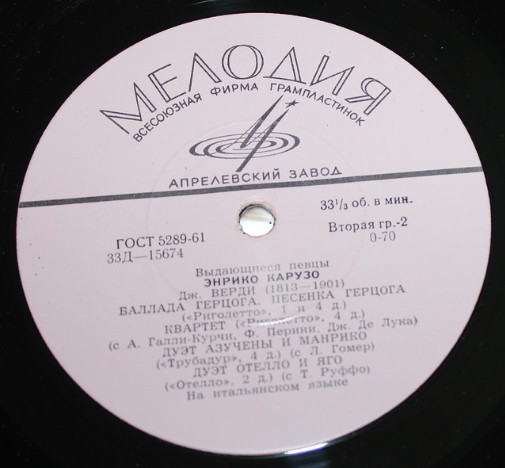 МЕЛОДИЯ
ВСЕСОЮЗНАЯ ФИРМА ГРАМПЛАСТИНОК
АПРЕЛЕВСКИЙ ЗАВОД
33 1/3 об. в мин.
ГОСТ 5289-61
Вторая гр.-2
33Д—15674
0-70
Выдающиеся певцы
ЭНРИКО КАРУЗО
Дж. ВЕРДИ (1813—1901)
БАЛЛАДА ГЕРЦОГА. ПЕСЕНКА ГЕРЦОГА
(«Риголетто», 1 и 4 д.)
КВАРТЕТ («Риголетто», 4 д.)
(с А. Галли-Курчи, Ф. Перини, Дж. Де Лука)
ДУЭТ АЗУЧЕНЫ И МАНРИКО
(«Трубадур», 4 д.) (с Л. Гомер)
ДУЭТ ОТЕЛЛО И ЯГО
(«Отелло», 2 д.) (с Т. Руффо)
На итальянском языке